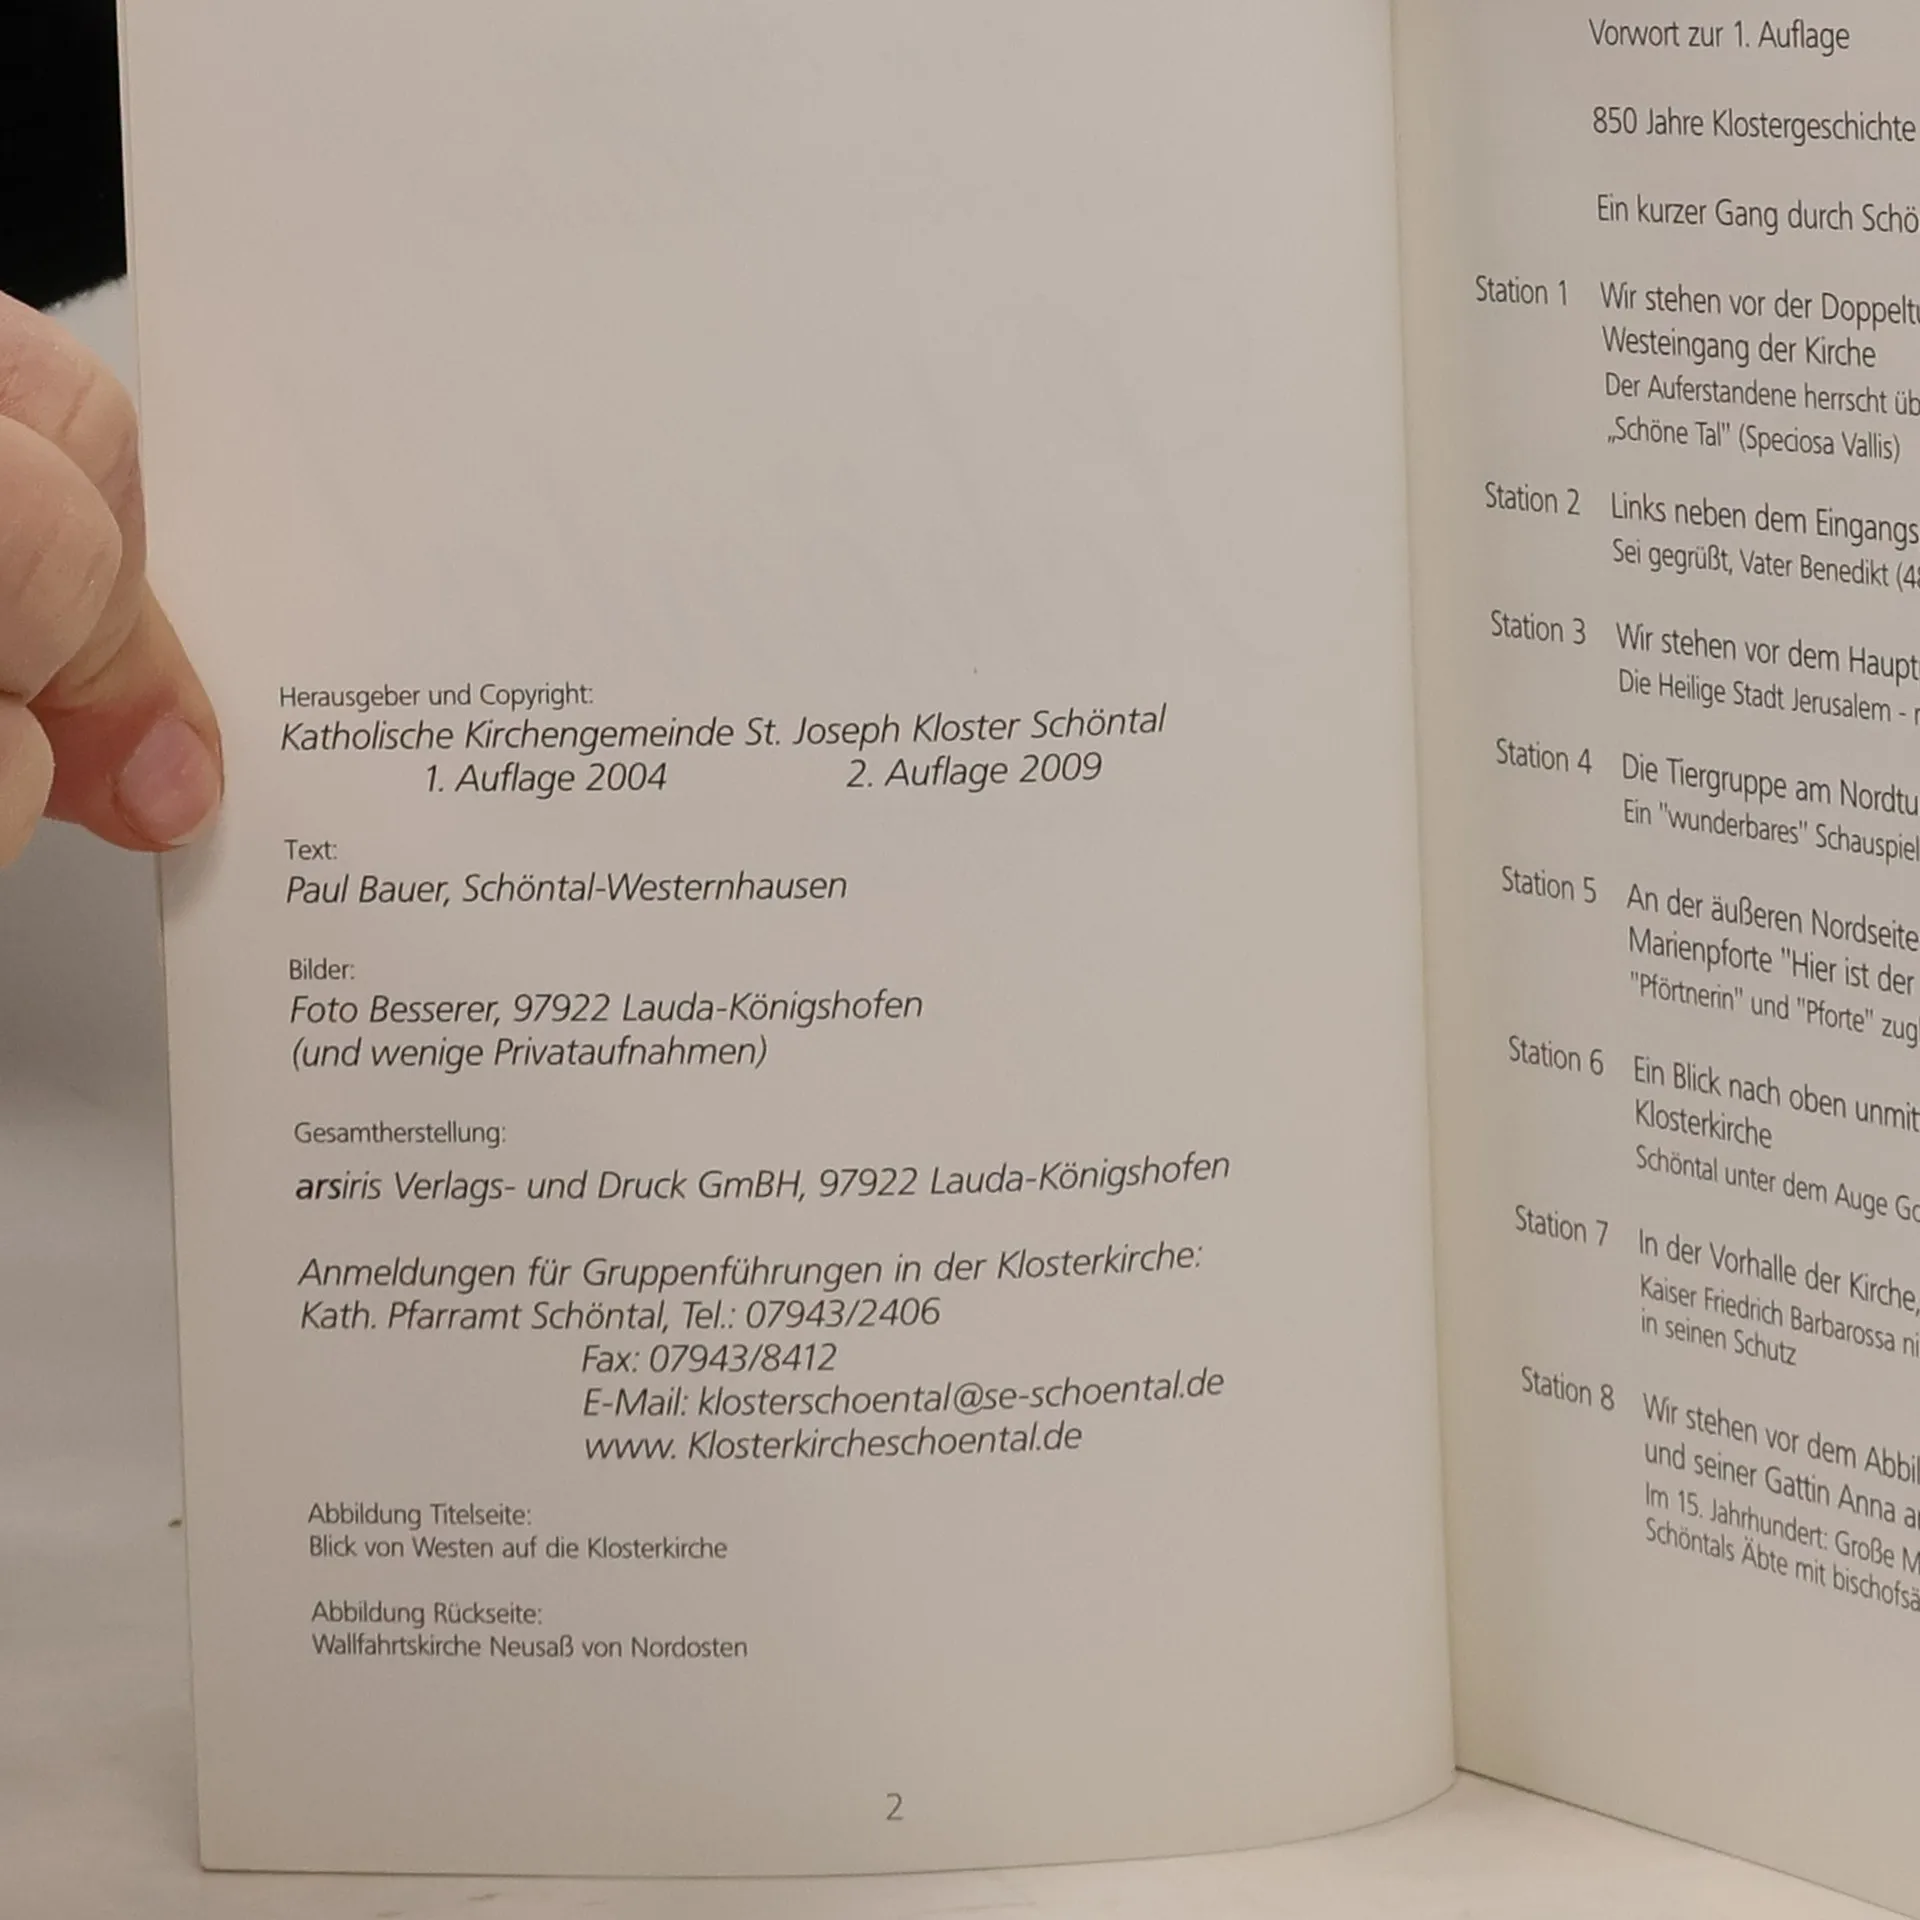 Herausgeber und Copyright:
Katholische Kirchengemeinde St. Joseph Kloster Schöntal
1. Auflage 2004 2. Auflage 2009
Text:
Paul Bauer, Schöntal-Westernhausen
Bilder:
Foto Besserer, 97922 Lauda-Königshofen
(und wenige Privataufnahmen)
Gesamtherstellung:
arsiris Verlags- und Druck GmBH, 97922 Lauda-Königshofen
Anmeldungen für Gruppenführungen in der Klosterkirche:
Kath. Pfarramt Schöntal, Tel.: 07943/2406
Fax: 07943/8412
E-Mail: klosterschoental@se-schoental.de
www. Klosterkircheschoental.de
Abbildung Titelseite:
Blick von Westen auf die Klosterkirche
Abbildung Rückseite:
Wallfahrtskirche Neusaß von Nordosten
2
Vorwort zur 1. Auflage
850 Jahre Klostergeschichte
Ein kurzer Gang durch
Station 1 Wir stehen vor der
Westeingang der Kirche
Der Auferstandene herrscht
„Schöne Tal" (Speciosa Vallis)
Station 2 Links neben dem
Sei gegrüßt, Vater Benedikt
Station 3 Wir stehen vor dem
Die Heilige Stadt Jerusalem -
Station 4 Die Tiergruppe am
Ein "wunderbares" Schauspiel
Station 5 An der äußeren Nordseite
Marienpforte "Hier ist der
"Pförtnerin" und "Pforte"
Station 6 Ein Blick nach oben
Klosterkirche
Schöntal unter dem Auge
Station 7 In der Vorhalle der Kirche,
Kaiser Friedrich Barbarossa
in seinen Schutz
Station 8 Wir stehen vor dem
und seiner Gattin Anna
Im 15. Jahrhundert: Große
Schöntals Äbte mit